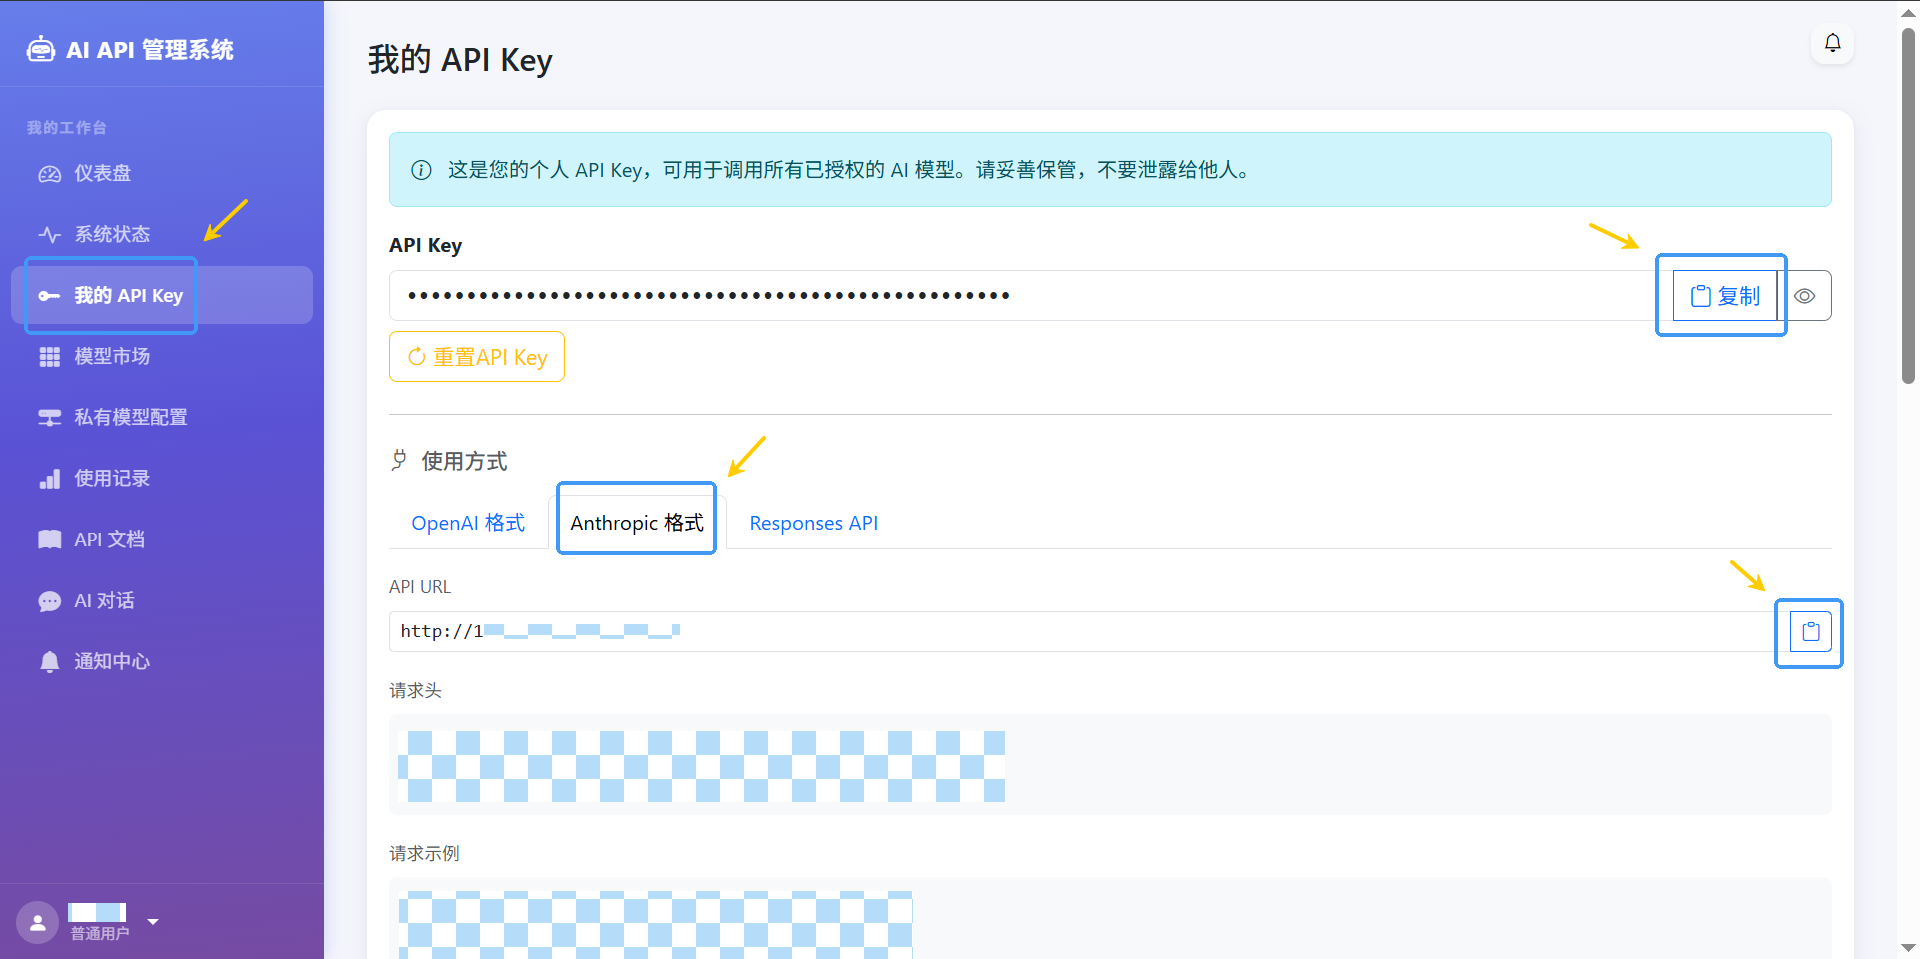 AI API 管理系统
我的工作台
仪表盘
系统状态
我的 API Key
模型市场
私有模型配置
使用记录
API 文档
AI 对话
通知中心
普通用户
我的 API Key
这是您的个人 API Key，可用于调用所有已授权的 AI 模型。请妥善保管，不要泄露给他人。
API Key
••••••••••••••••••••••••••••••••••••••••••••••••••• 复制
重置API Key
使用方式
OpenAI 格式 Anthropic 格式 Responses API
API URL
http://1
请求头
请求示例